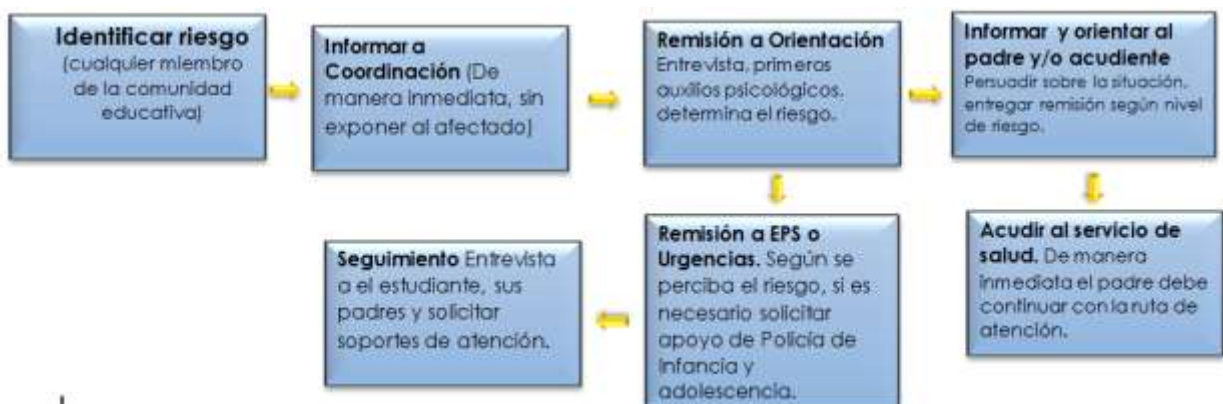 Identificar riesgo
(cualquier miembro
de la comunidad
educativa)
Informar a
Coordinación (De
manera inmediata, sin
exponer al afectado)
Remisión a Orientación
Entrevista, primeros
auxilios psicológicos,
determina el riesgo.
Informar y orientar al
padre y/o acudiente
Persuadir sobre la situación,
entregar remisión según nivel
de riesgo.
Acudir al servicio de
salud. De manera
inmediata el padre debe
continuar con la ruta de
atención.
Remisión a EPS o
Urgencias. Según se
perciba el riesgo, si es
necesario solicitar
apoyo de Policía de
Infancia y
adolescencia.
Seguimiento Entrevista
a el estudiante, sus
padres y solicitar
soportes de atención.